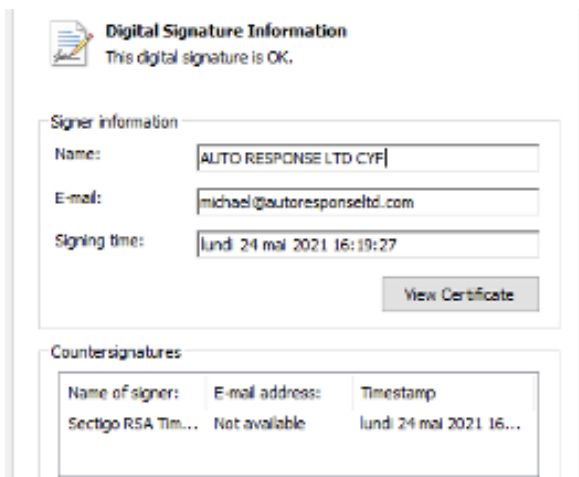 Digital Signature Information
This digital signature is OK.
Signer information
Name: AUTO RESPONSE LTD CYF
E-mail: michael@autoresponseltd.com
Signing time: lundi 24 mai 2021 16:19:27
View Certificate
Countersignatures
Name of signer: E-mail address: Timestamp
Sectigo RSA Tim... Not available lundi 24 mai 2021 16...